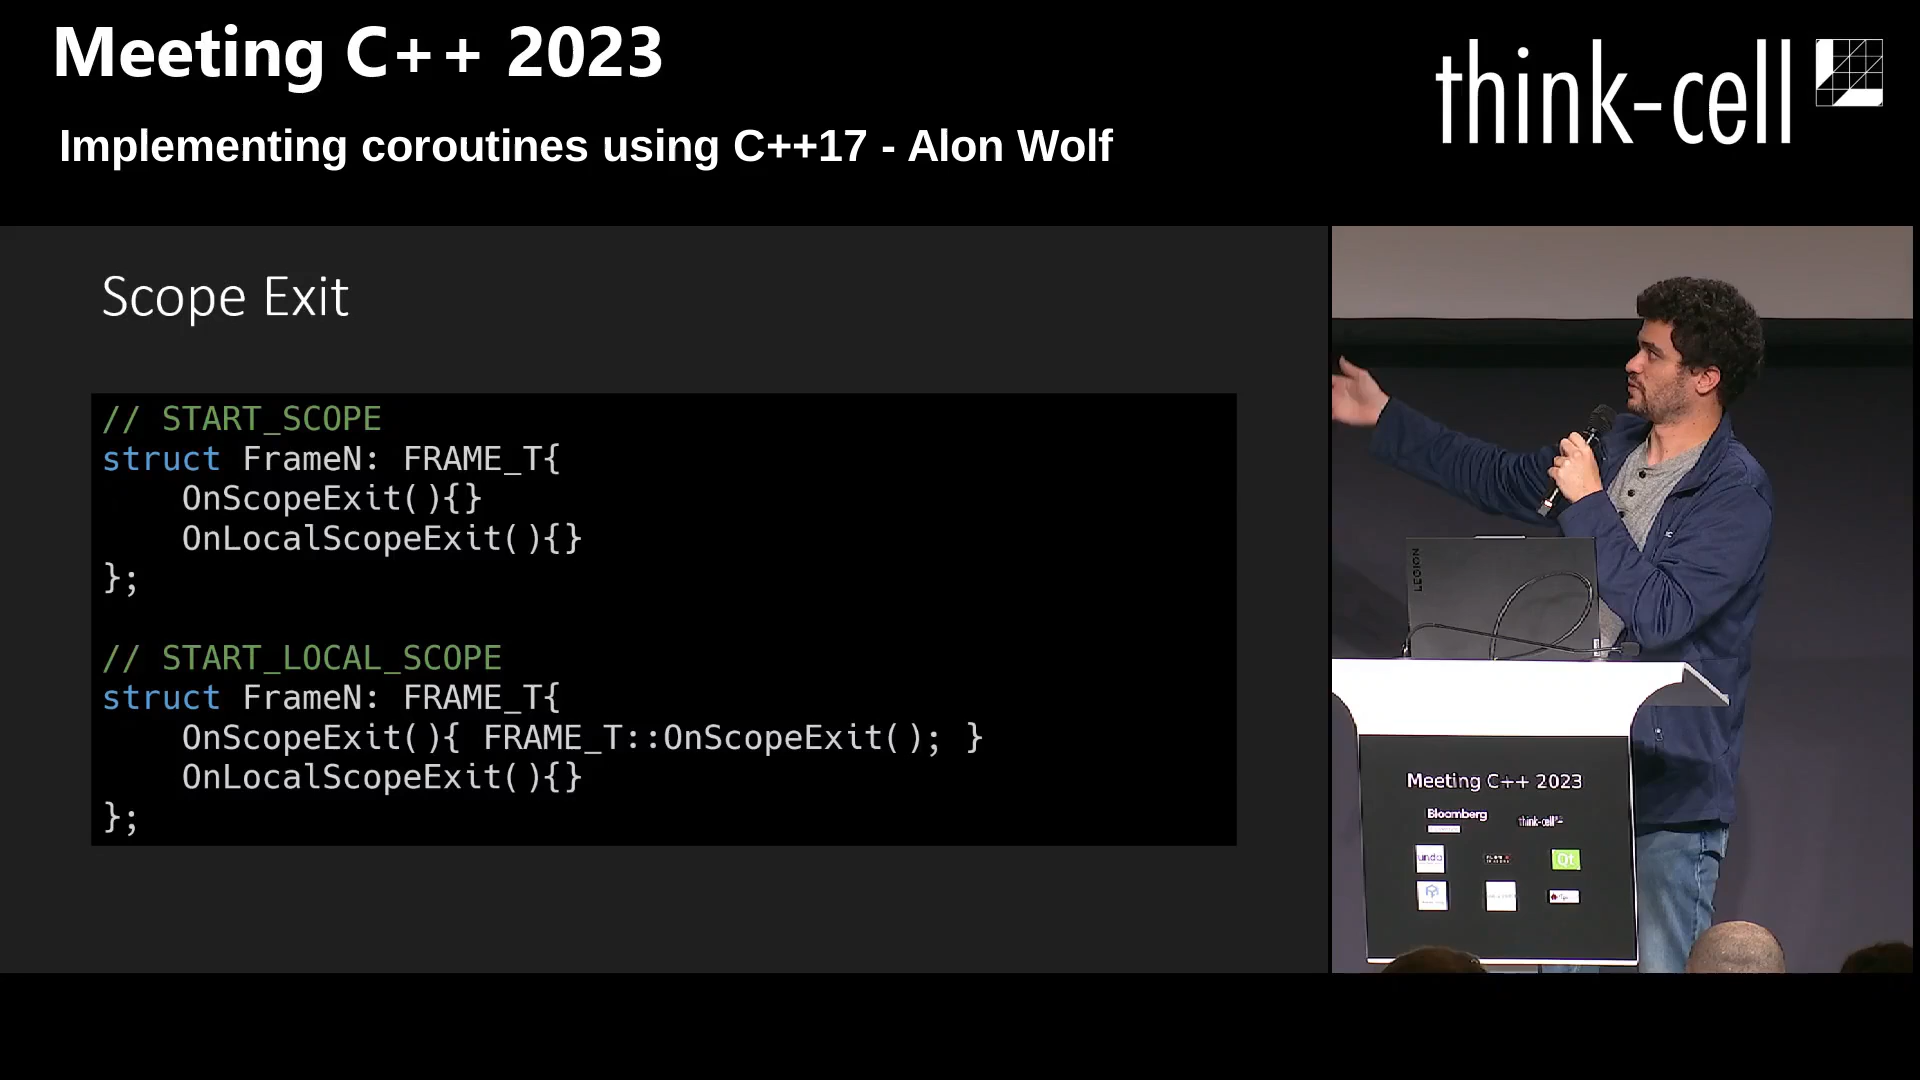 Meeting C++ 2023
think-cell
Implementing coroutines using C++17 - Alon Wolf
Scope Exit
// START_SCOPE
struct FrameN: FRAME_T{
OnScopeExit(){}
OnLocalScopeExit(){}
};
// START_LOCAL_SCOPE
struct FrameN: FRAME_T{
OnScopeExit(){ FRAME_T::OnScopeExit(); }
OnLocalScopeExit(){}
};
LEGION
Meeting C++ 2023
Bloomberg
think-cell
undo
Qt